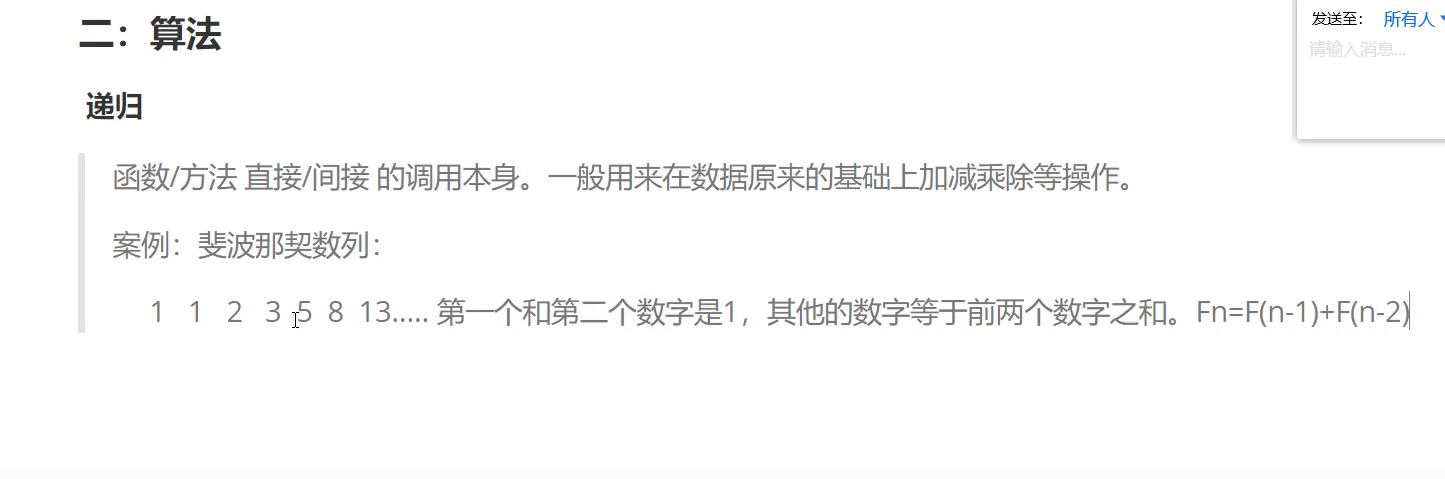 二：算法
发送至： 所有人
请输入消息...
递归
函数/方法 直接/间接 的调用本身。一般用来在数据原来的基础上加减乘除等操作。
案例：斐波那契数列：
1 1 2 3 5 8 13..... 第一个和第二个数字是1，其他的数字等于前两个数字之和。Fn=F(n-1)+F(n-2)